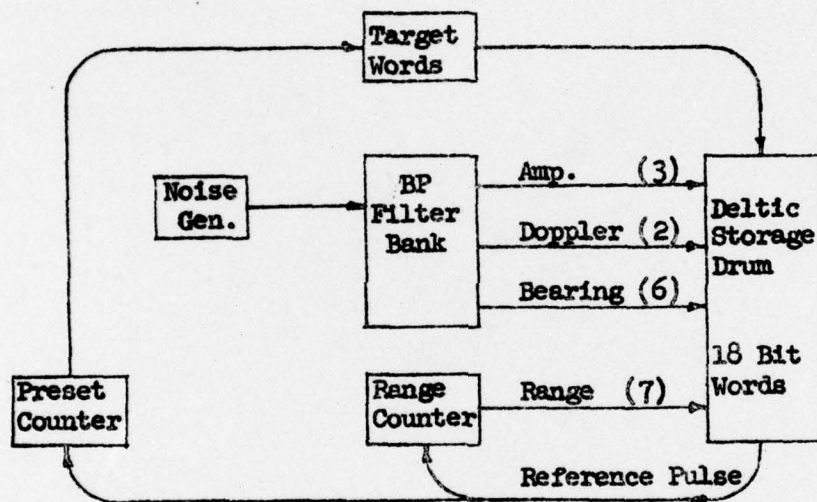 Target
Words
Noise
Gen.
BP
Filter
Bank
Amp. (3)
Doppler (2)
Bearing (6)
Deltic
Storage
Drum
18 Bit
Words
Preset
Counter
Range
Counter
Range (7)
Reference Pulse